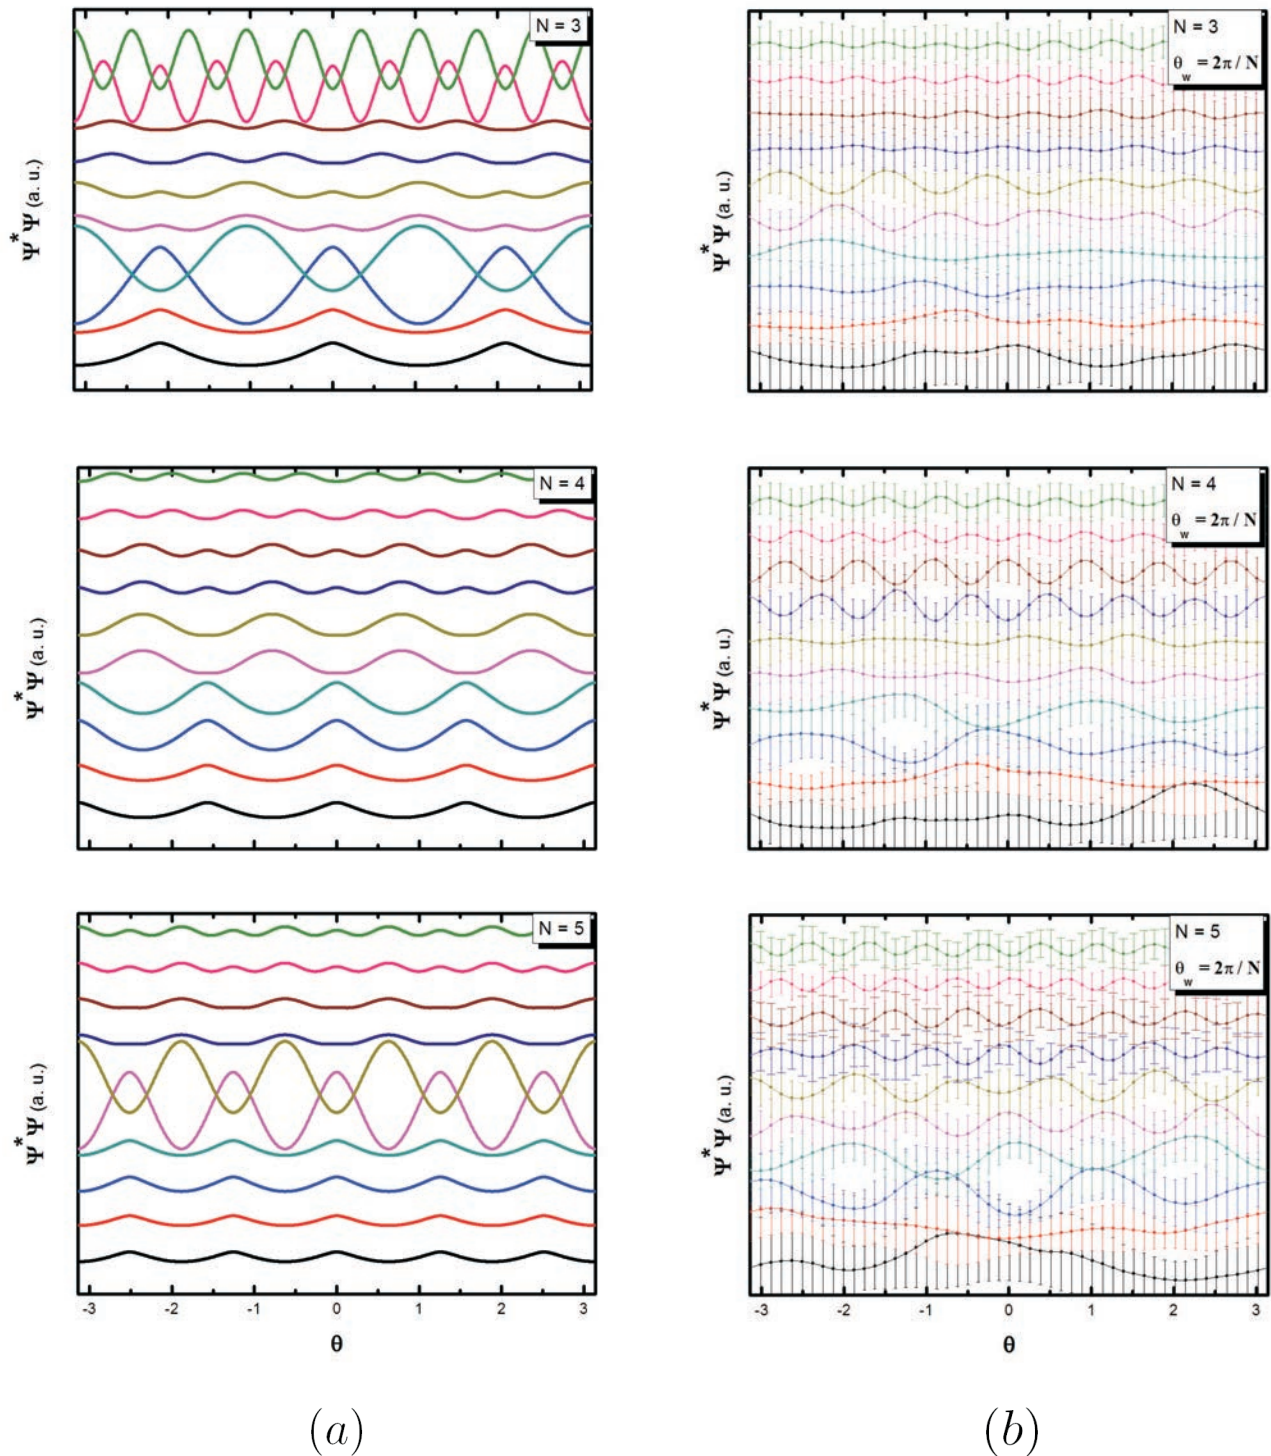 N = 3
Ψ*Ψ (a. u.)
N = 3
θw = 2π / N
Ψ*Ψ (a. u.)
N = 4
Ψ*Ψ (a. u.)
N = 4
θw = 2π / N
Ψ*Ψ (a. u.)
N = 5
Ψ*Ψ (a. u.)
-3 -2 -1 0 1 2 3
θ
N = 5
θw = 2π / N
Ψ*Ψ (a. u.)
-3 -2 -1 0 1 2 3
θ
(a)
(b)